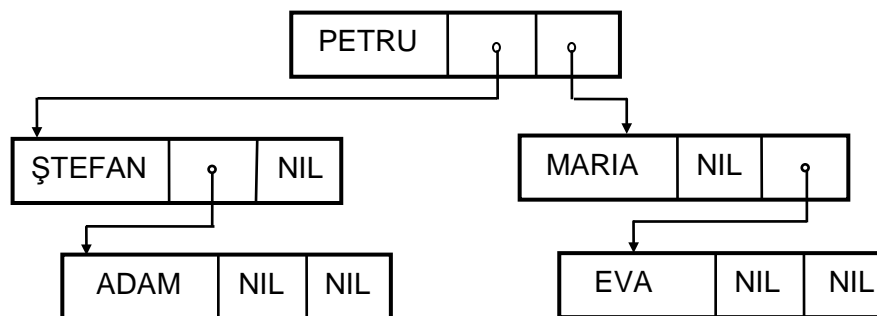 PETRU
ŞTEFAN NIL MARIA NIL
ADAM NIL NIL EVA NIL NIL